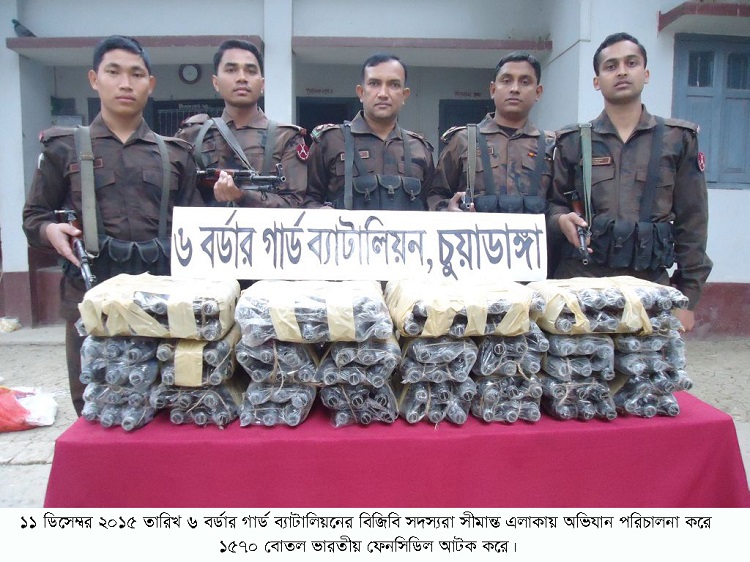 ৬ বর্ডার গার্ড ব্যাটালিয়ন, চুয়াডাঙ্গা
১১ ডিসেম্বর ২০১৫ তারিখ ৬ বর্ডার গার্ড ব্যাটালিয়নের বিজিবি সদস্যরা সীমান্ত এলাকায় অভিযান পরিচালনা করে
১৫৭০ বোতল ভারতীয় ফেনসিডিল আটক করে।